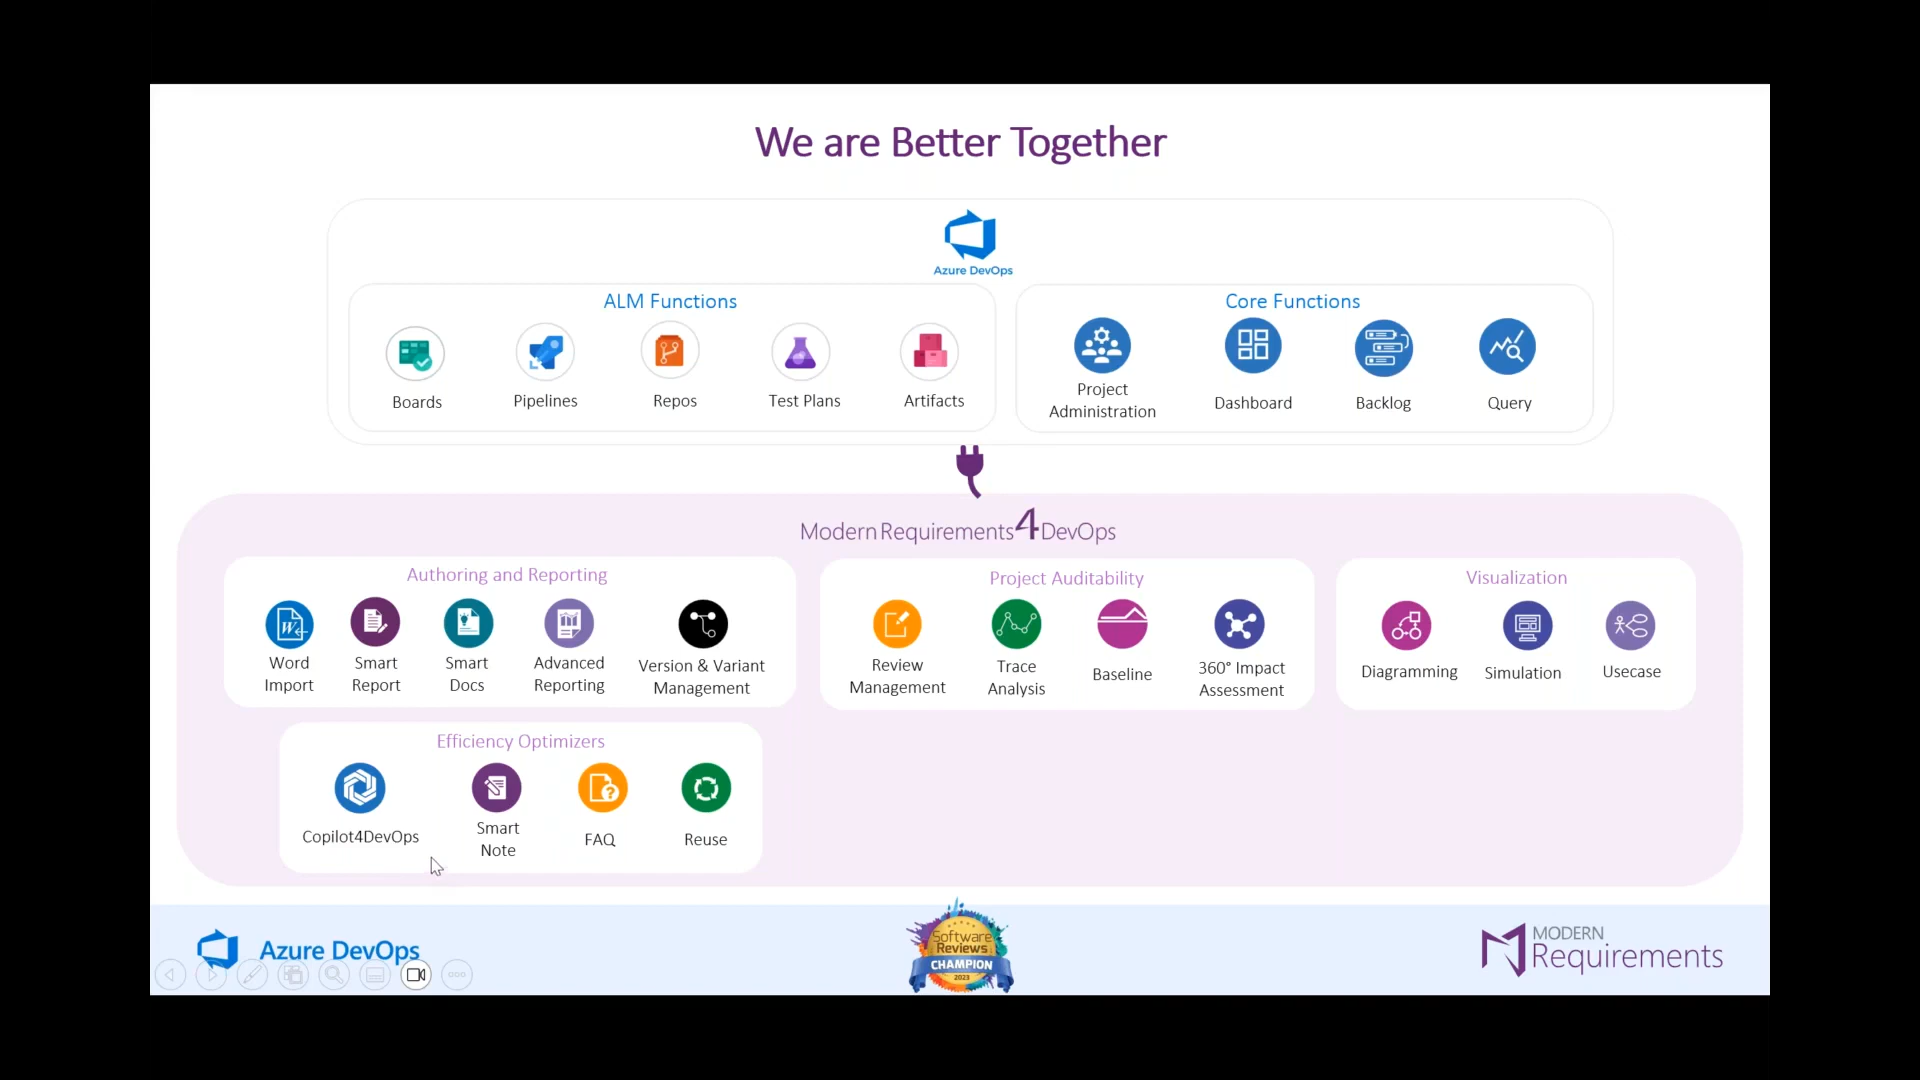 We are Better Together
Azure DevOps
ALM Functions
Boards
Pipelines
Repos
Test Plans
Artifacts
Core Functions
Project
Administration
Dashboard
Backlog
Query
Modern Requirements4DevOps
Authoring and Reporting
Word
Import
Smart
Report
Smart
Docs
Advanced
Reporting
Version & Variant
Management
Project Auditability
Review
Management
Trace
Analysis
Baseline
360° Impact
Assessment
Visualization
Diagramming
Simulation
Usecase
Efficiency Optimizers
Copilot4DevOps
Smart
Note
FAQ
Reuse
Azure DevOps
Software
Reviews
CHAMPION
2023
MODERN
Requirements